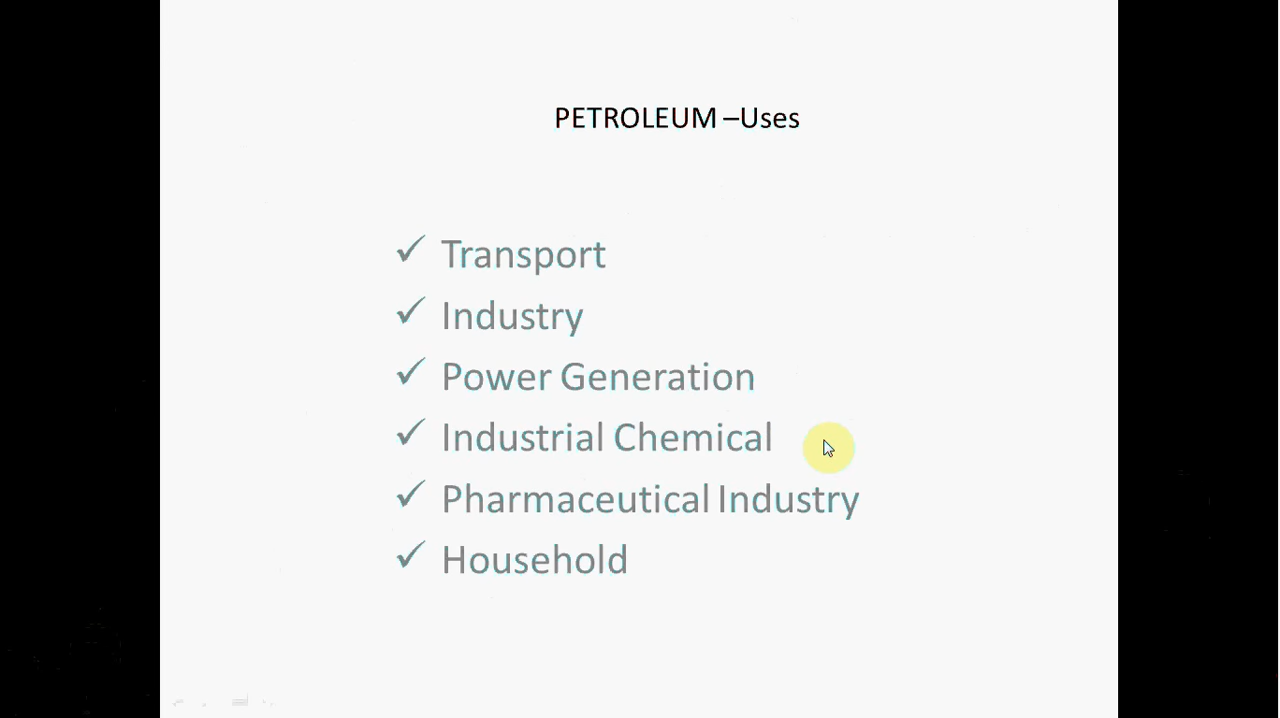 PETROLEUM –Uses
✓ Transport
✓ Industry
✓ Power Generation
✓ Industrial Chemical
✓ Pharmaceutical Industry
✓ Household